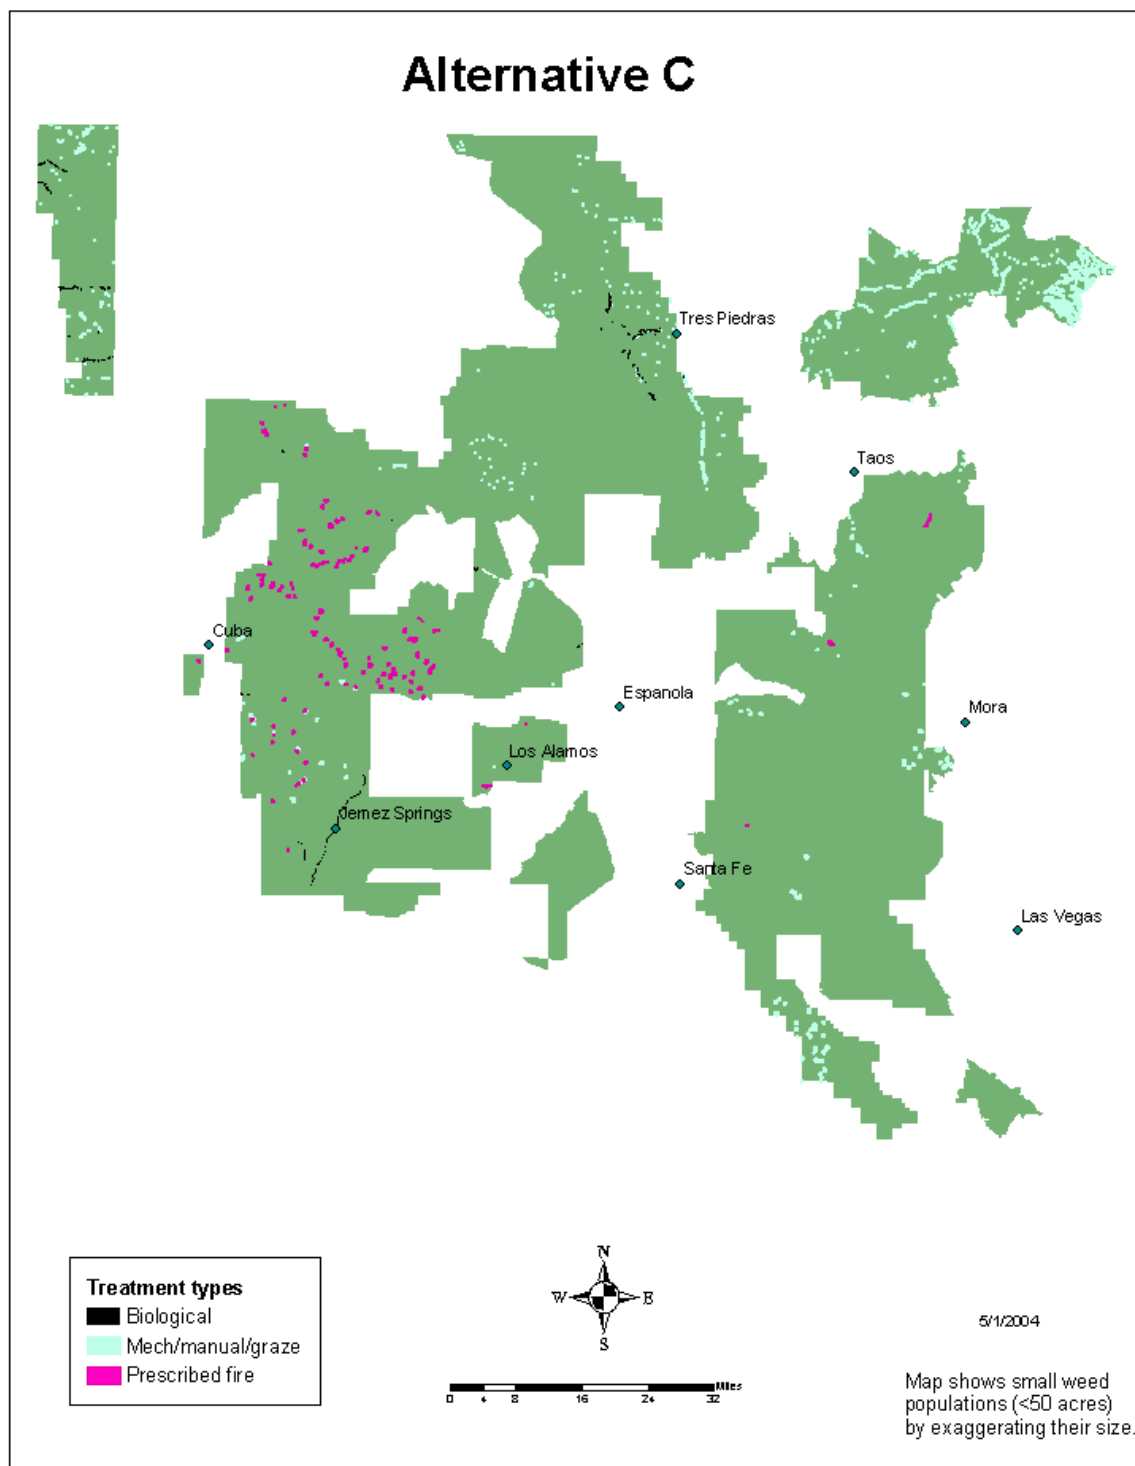 Alternative C
Tres Piedras
Taos
Cuba
Espanola
Mora
Los Alamos
Jemez Springs
Santa Fe
Las Vegas
Treatment types
Biological
Mech/manual/graze
Prescribed fire
N
W E
S
0 4 8 16 24 32 Miles
5/1/2004
Map shows small weed
populations (<50 acres)
by exaggerating their size.